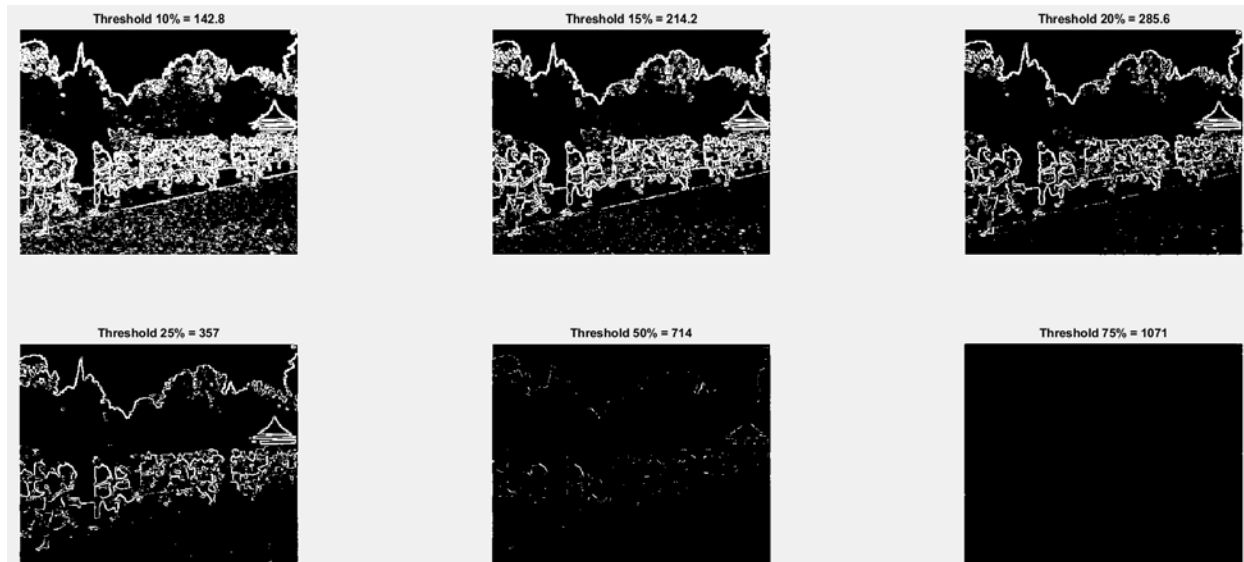 Threshold 10% = 142.8
Threshold 15% = 214.2
Threshold 20% = 285.6
Threshold 25% = 357
Threshold 50% = 714
Threshold 75% = 1071